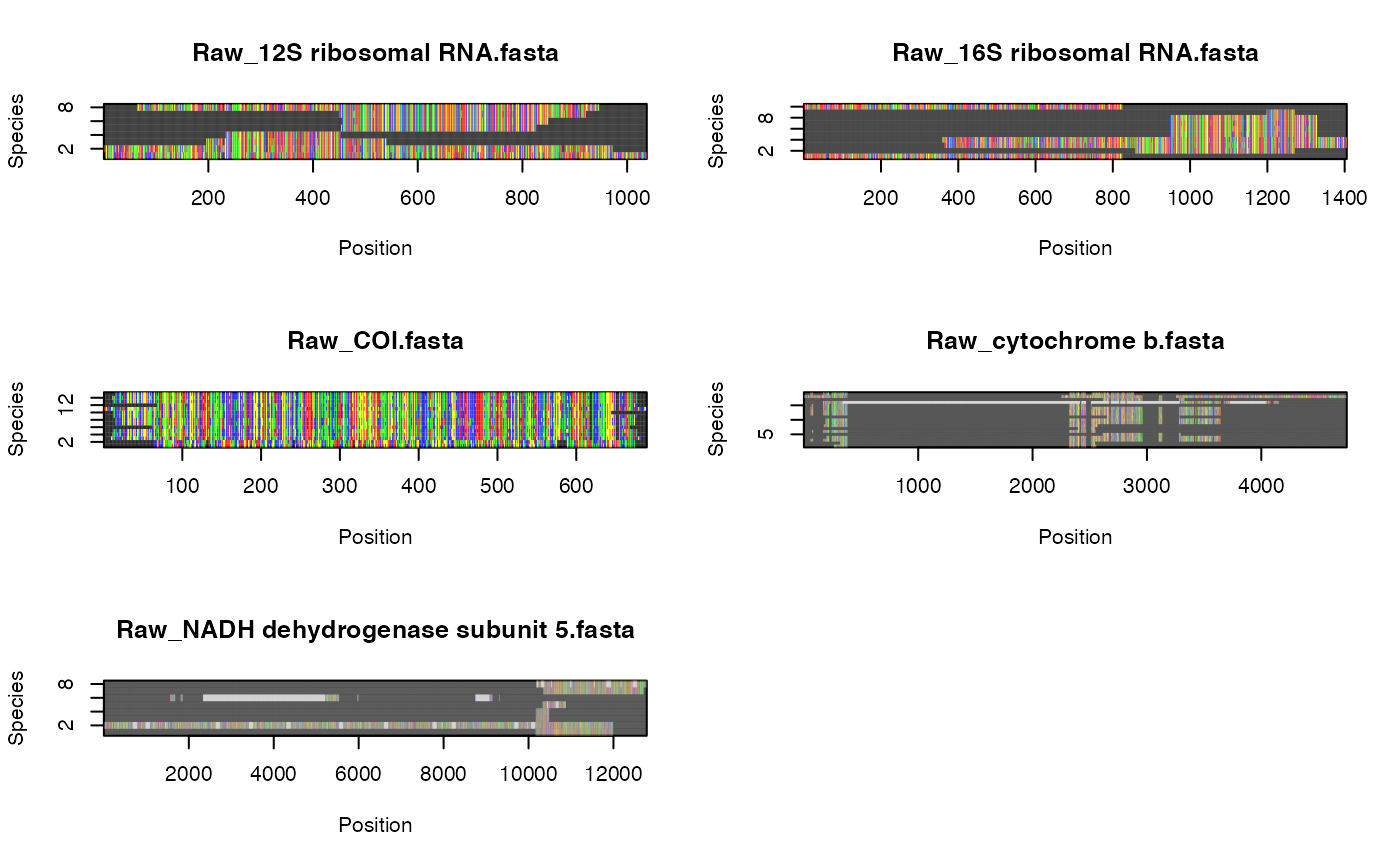 Raw_12S ribosomal RNA.fasta
Species
8
2
200 400 600 800 1000
Position
Raw_16S ribosomal RNA.fasta
Species
8
2
200 400 600 800 1000 1200 1400
Position
Raw_COI.fasta
Species
12
2
100 200 300 400 500 600
Position
Raw_cytochrome b.fasta
Species
5
1000 2000 3000 4000
Position
Raw_NADH dehydrogenase subunit 5.fasta
Species
8
2
2000 4000 6000 8000 10000 12000
Position